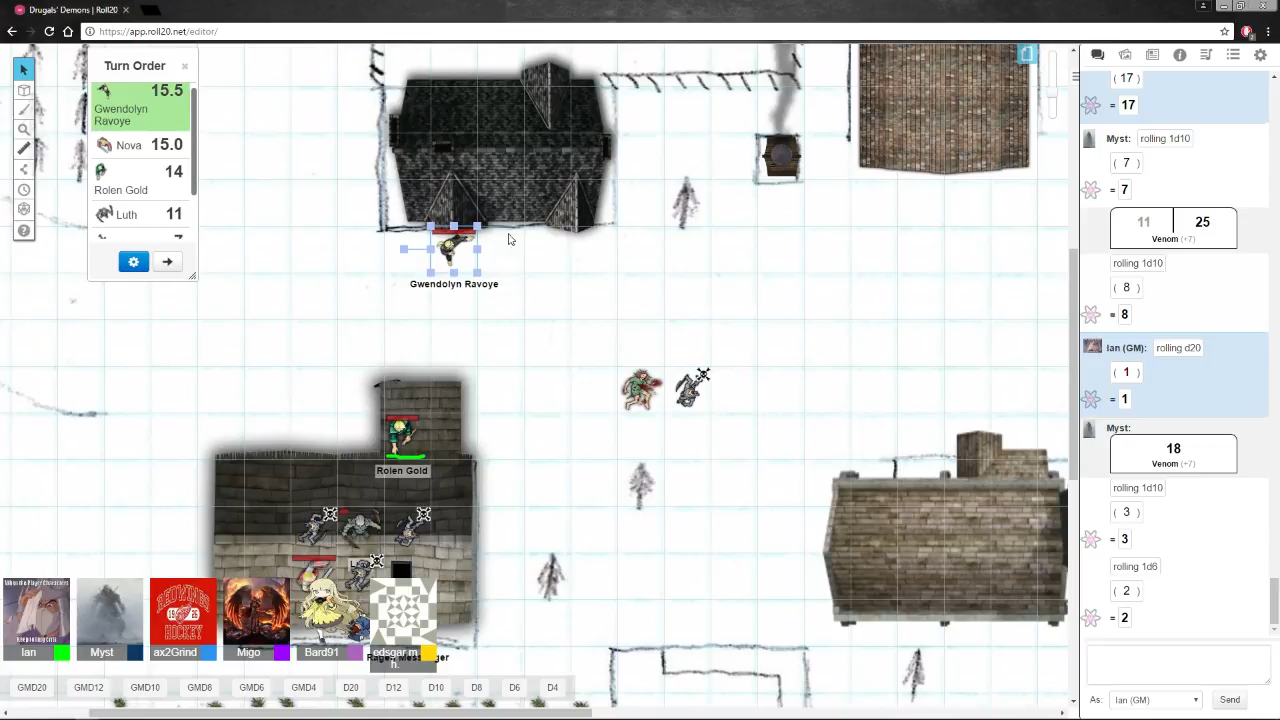 Drugals' Demons | Roll20
https://app.roll20.net/editor/
Turn Order
15.5
Gwendolyn
Ravoye
Nova 15.0
14
Rolen Gold
Luth 11
Gwendolyn Ravoye
Rolen Gold
Ian
Myst
ax2Grind
Migo
Bard91
edsgar m
n.
GMD20 GMD12 GMD10 GMD8 GMD6 GMD4 D20 D12 D10 D8 D6 D4
( 17 )
= 17
Myst: rolling 1d10
( 7 )
= 7
11 25
Venom (+7)
rolling 1d10
( 8 )
= 8
Ian (GM): rolling d20
( 1 )
= 1
Myst:
18
Venom (+7)
rolling 1d10
( 3 )
= 3
rolling 1d6
( 2 )
= 2
As: Ian (GM) Send